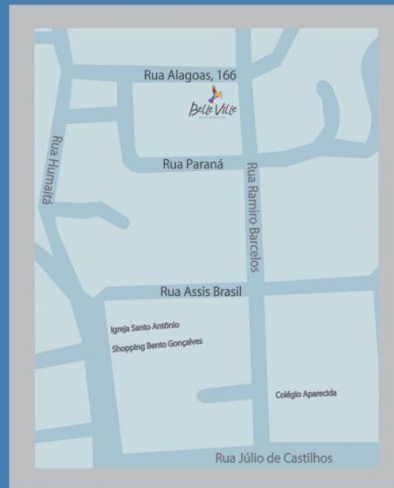 Rua Alagoas, 166
Belle Ville
Rua Humaitá
Rua Paraná
Rua Ramiro Barcelos
Rua Assis Brasil
Igreja Santo Antônio
Shopping Bento Gonçalves
Colégio Aparecida
Rua Júlio de Castilhos